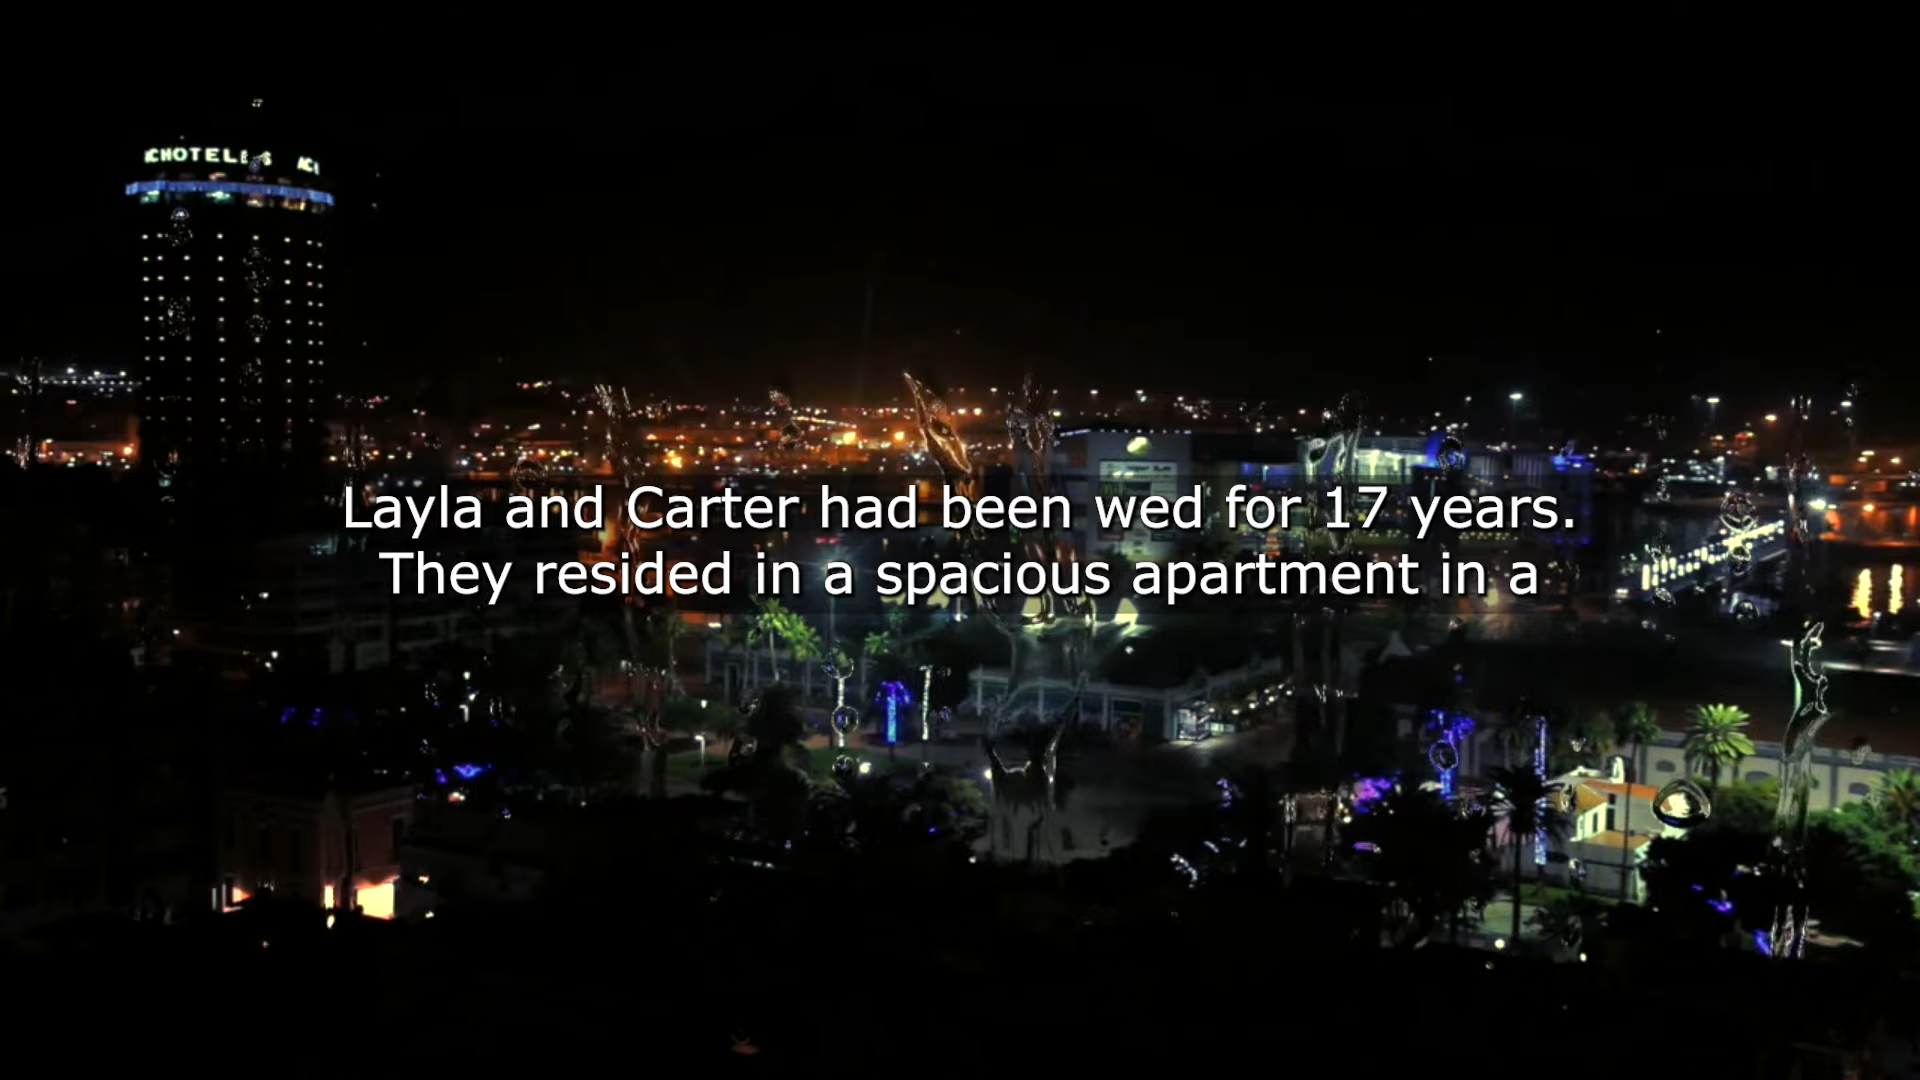 Layla and Carter had been wed for 17 years.
They resided in a spacious apartment in a